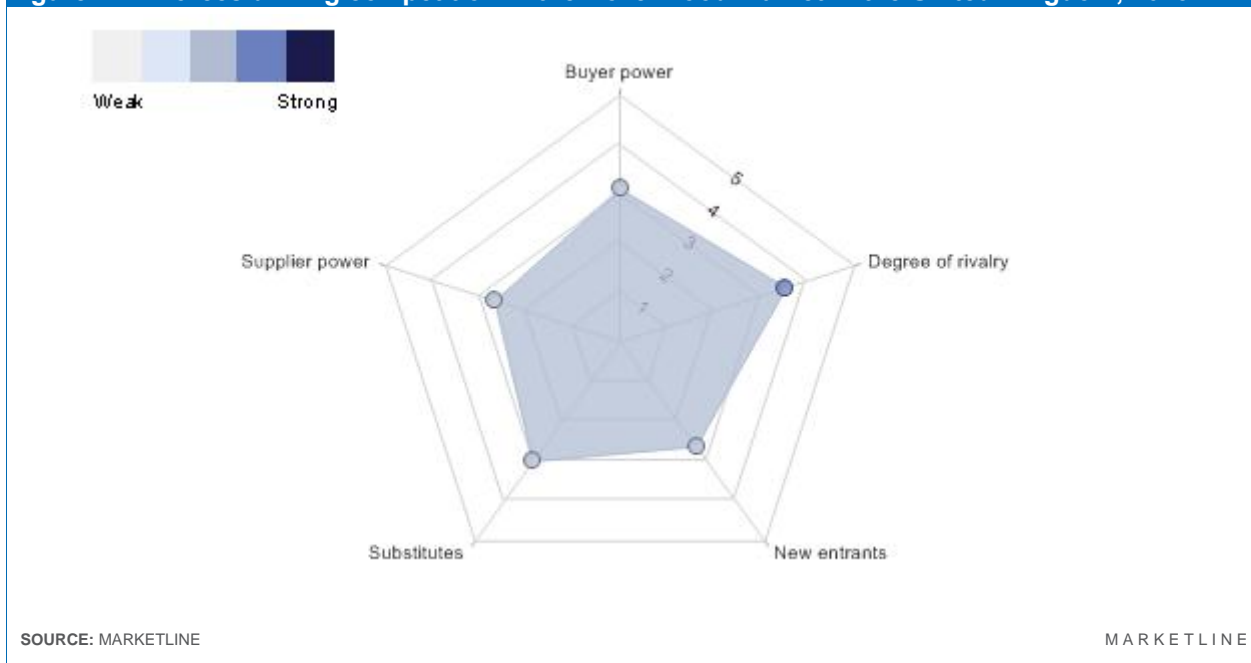 Weak Strong
Buyer power
5
4
3
2
1
Supplier power
Degree of rivalry
Substitutes
New entrants
SOURCE: MARKETLINE
MARKETLINE